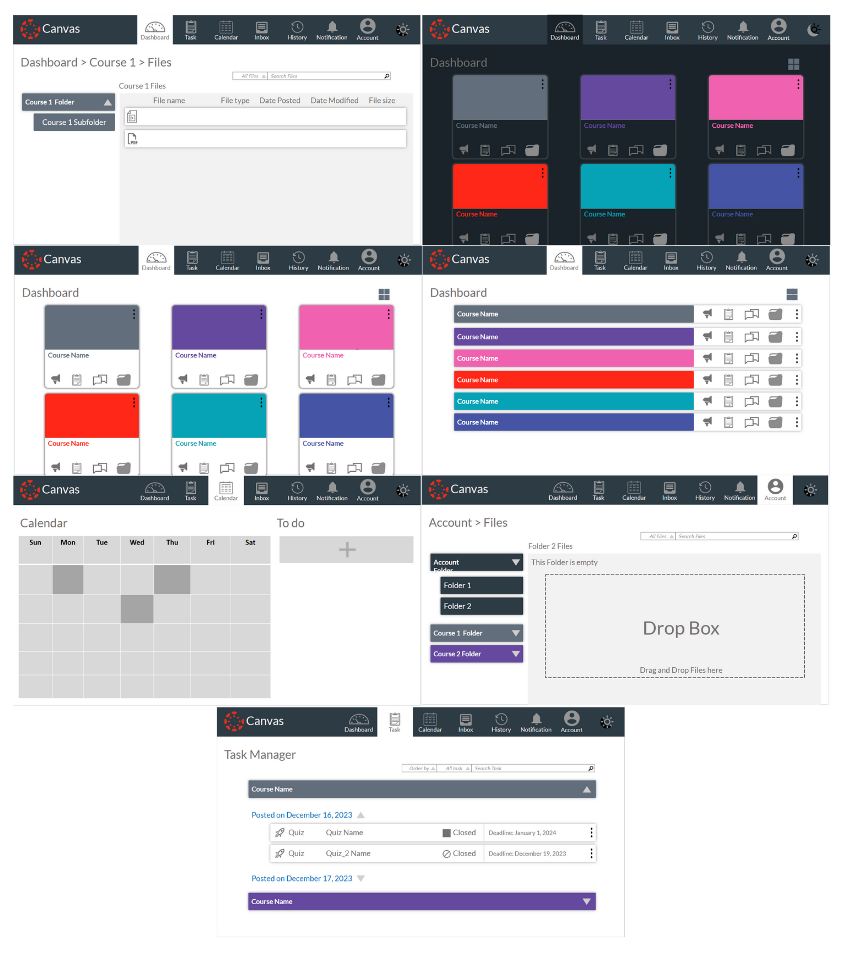 Canvas
Dashboard Task Calendar Inbox History Notification Account
Dashboard > Course 1 > Files
All Files Search Files
Course 1 Files
Course 1 Folder
File name File type Date Posted Date Modified File size
Course 1 Subfolder
PDF
Canvas
Dashboard Task Calendar Inbox History Notification Account
Dashboard
Course Name Course Name Course Name
Course Name Course Name Course Name
Canvas
Dashboard Task Calendar Inbox History Notification Account
Dashboard
Course Name Course Name Course Name
Course Name Course Name Course Name
Canvas
Dashboard Task Calendar Inbox History Notification Account
Dashboard
Course Name
Course Name
Course Name
Course Name
Course Name
Course Name
Canvas
Dashboard Task Calendar Inbox History Notification Account
Calendar To do
Sun Mon Tue Wed Thu Fri Sat
Canvas
Dashboard Task Calendar Inbox History Notification Account
Account > Files
All Files Search Files
Folder 2 Files
Account
Folder
This Folder is empty
Folder 1
Folder 2
Course 1 Folder
Course 2 Folder
Drop Box
Drag and Drop Files here
Canvas
Dashboard Task Calendar Inbox History Notification Account
Task Manager
Order by All task Search Task
Course Name
Posted on December 16, 2023
Quiz Quiz Name Closed Deadline: January 1, 2024
Quiz Quiz_2 Name Closed Deadline: December 19, 2023
Posted on December 17, 2023
Course Name